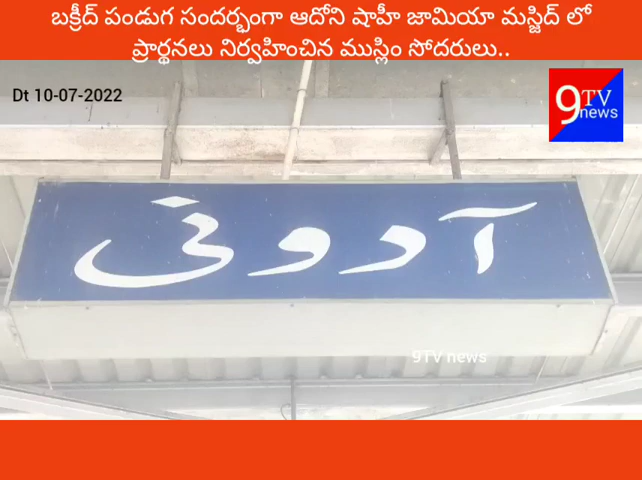 బక్రీద్ పండుగ సందర్భంగా ఆదోని షాహీ జామియా మస్జిద్ లో
ప్రార్థనలు నిర్వహించిన ముస్లిం సోదరులు..
Dt 10-07-2022
9TV news
آدونی
9TV news